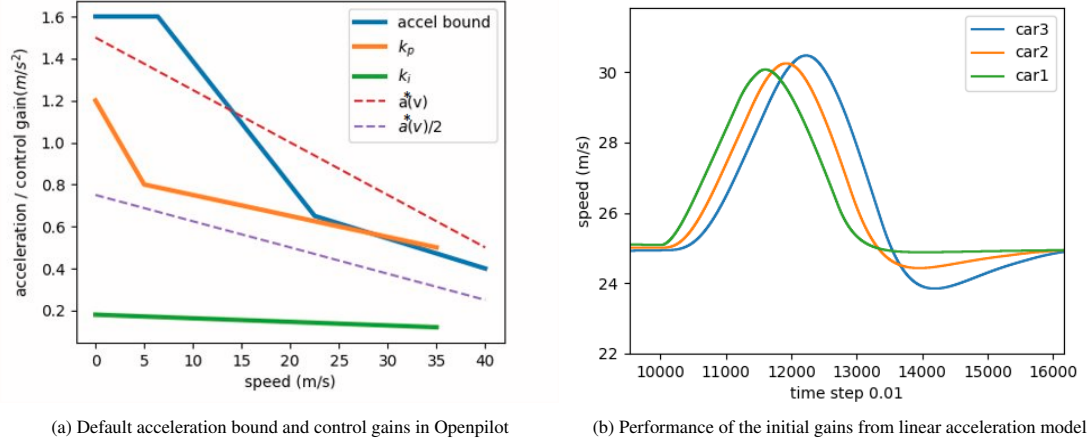 1.6
1.4
1.2
1.0
0.8
0.6
0.4
0.2
acceleration / control gain(m/s²)
0 5 10 15 20 25 30 35 40
speed (m/s)
accel bound
kₚ
kᵢ
a*(v)
a*(v)/2
30
28
26
24
22
speed (m/s)
10000 11000 12000 13000 14000 15000 16000
time step 0.01
car3
car2
car1
(a) Default acceleration bound and control gains in Openpilot
(b) Performance of the initial gains from linear acceleration model